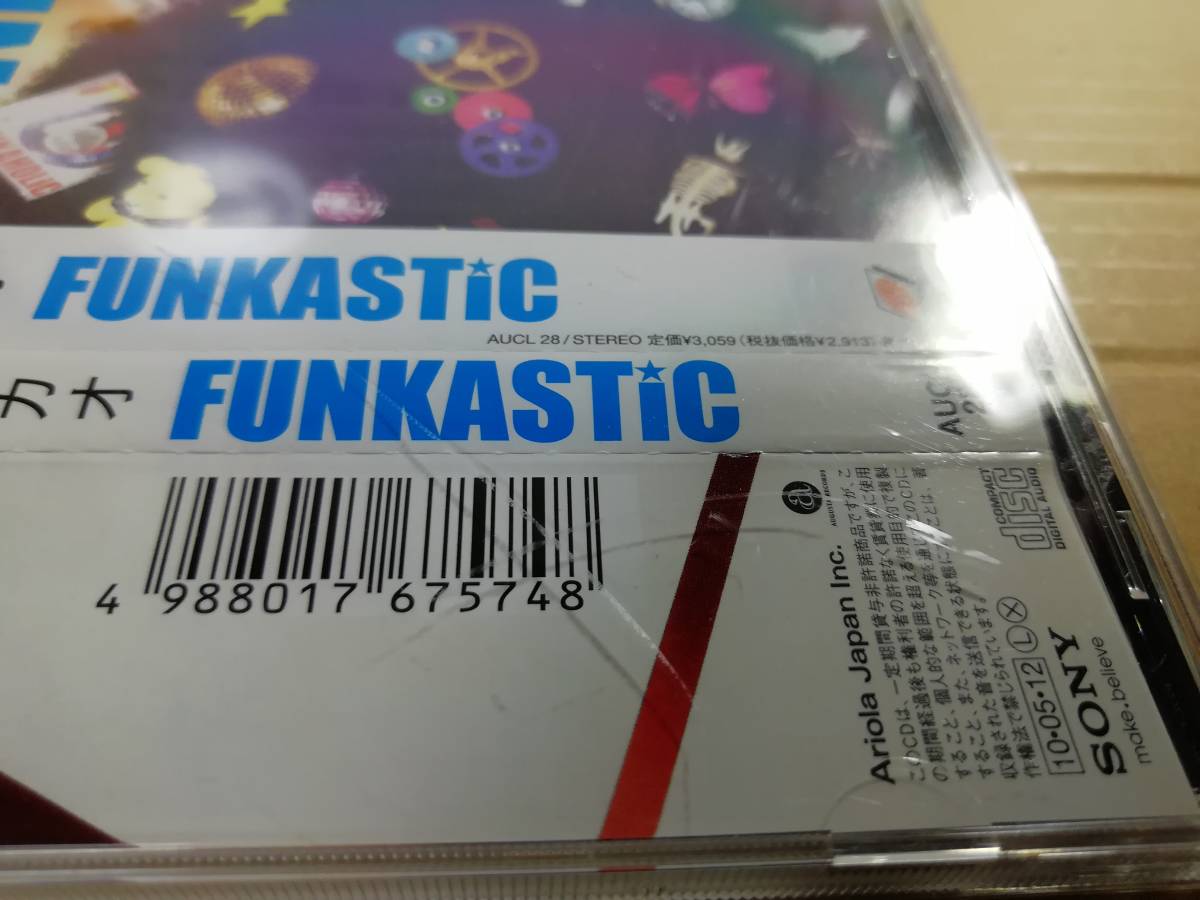 FUNKASTiC
AUCL 28/STEREO 定価¥3,059(税抜価格¥2,913)
カオ FUNKASTiC
AUC
4 988017 675748
AUGUSTA RECORDS
Ariola Japan Inc.
このCDは、一定期間貸与非許諾商品ですが、こ
の期間経過後も権利者の許諾なく賃貸業に使用
すること、個人的な範囲を超える使用目的で複製
すること、また、ネットワーク等を通じてこのCDに
収録された音を送信できる状態にすることは、著
作権法で禁じられています。
COMPACT
disc
DIGITAL AUDIO
10・05・12 L X
SONY
make.believe